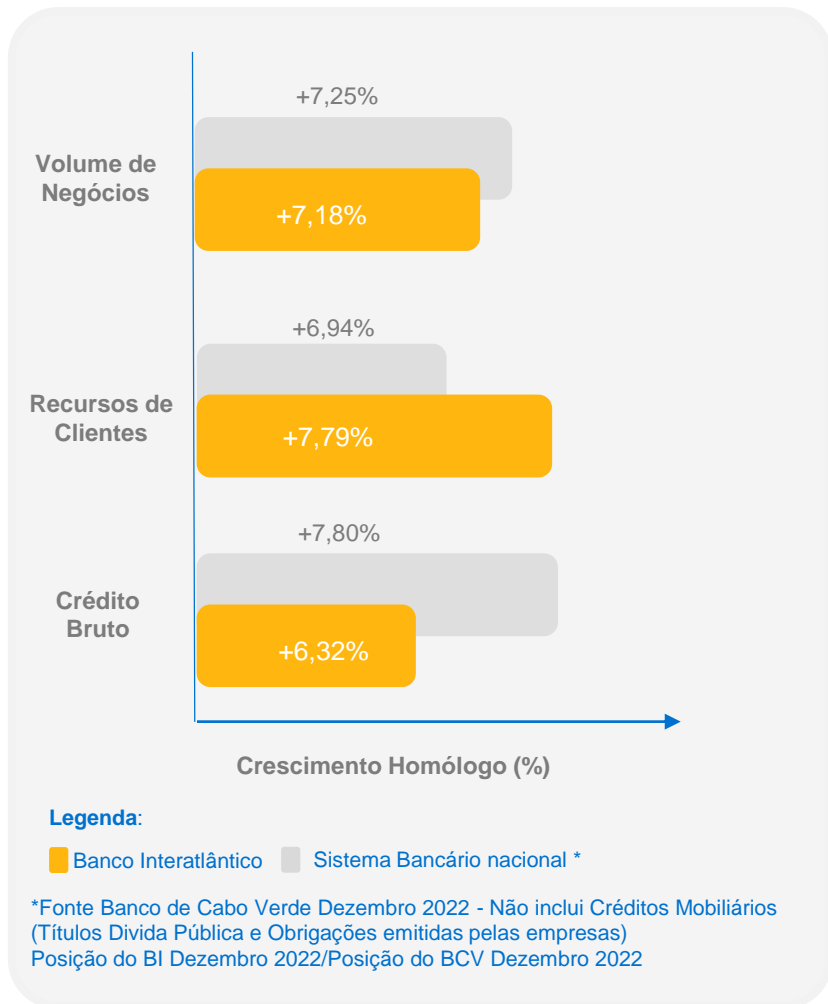 +7,25%
Volume de
Negócios
+7,18%
+6,94%
Recursos de
Clientes
+7,79%
+7,80%
Crédito
Bruto
+6,32%
Crescimento Homólogo (%)
Legenda:
Banco Interatlântico
Sistema Bancário nacional *
*Fonte Banco de Cabo Verde Dezembro 2022 - Não inclui Créditos Mobiliários
(Títulos Divida Pública e Obrigações emitidas pelas empresas)
Posição do BI Dezembro 2022/Posição do BCV Dezembro 2022